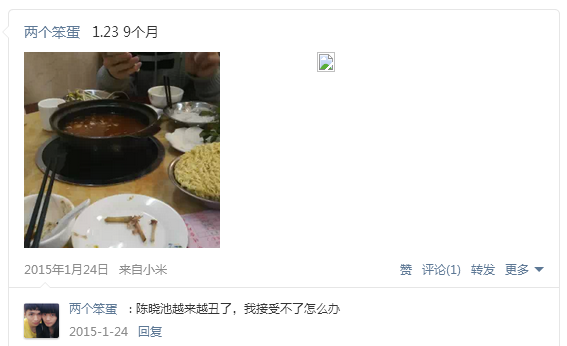 两个笨蛋 1.23 9个月
2015年1月24日 来自小米
赞 评论(1) 转发 更多
两个笨蛋 : 陈晓池越来越丑了，我接受不了怎么办
2015-1-24 回复